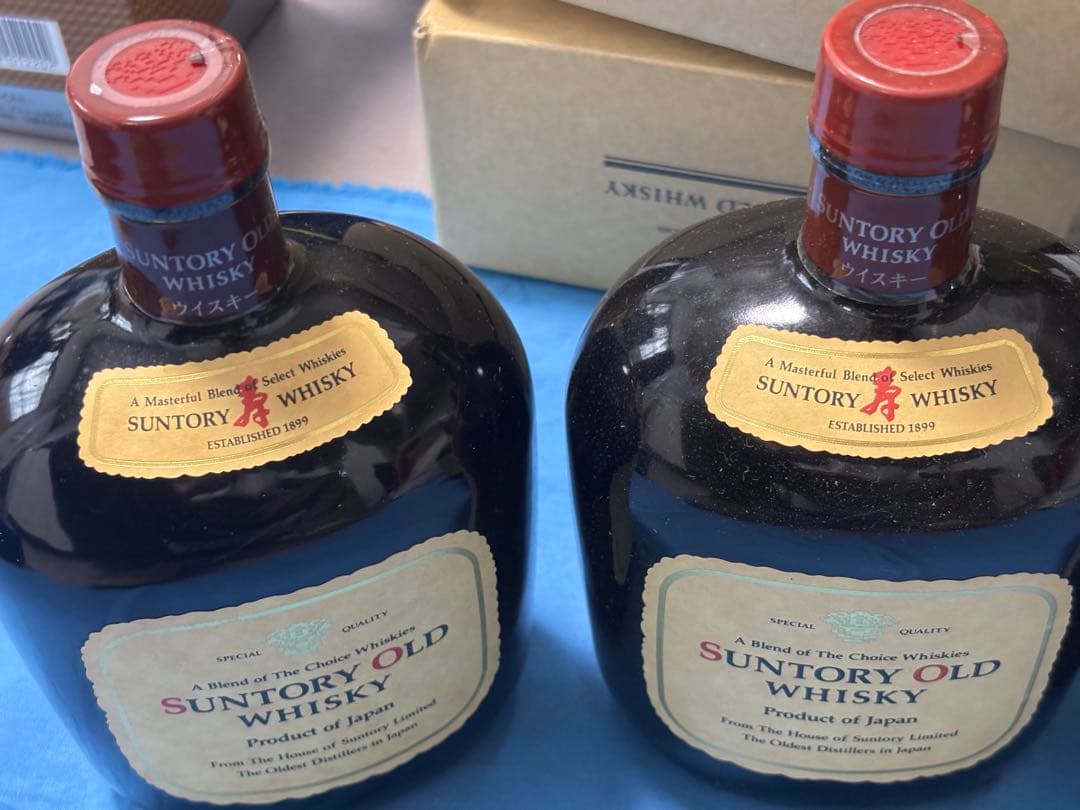 SUNTORY OLD
WHISKY
ウイスキー
A Masterful Blend of Select Whiskies
SUNTORY 寿 WHISKY
ESTABLISHED 1899
SPECIAL QUALITY
A Blend of The Choice Whiskies
SUNTORY OLD
WHISKY
Product of Japan
From The House of Suntory Limited
The Oldest Distillers in Japan
OLD WHISKY
SUNTORY OLD
WHISKY
ウイスキー
A Masterful Blend of Select Whiskies
SUNTORY 寿 WHISKY
ESTABLISHED 1899
SPECIAL QUALITY
A Blend of The Choice Whiskies
SUNTORY OLD
WHISKY
Product of Japan
From The House of Suntory Limited
The Oldest Distillers in Japan